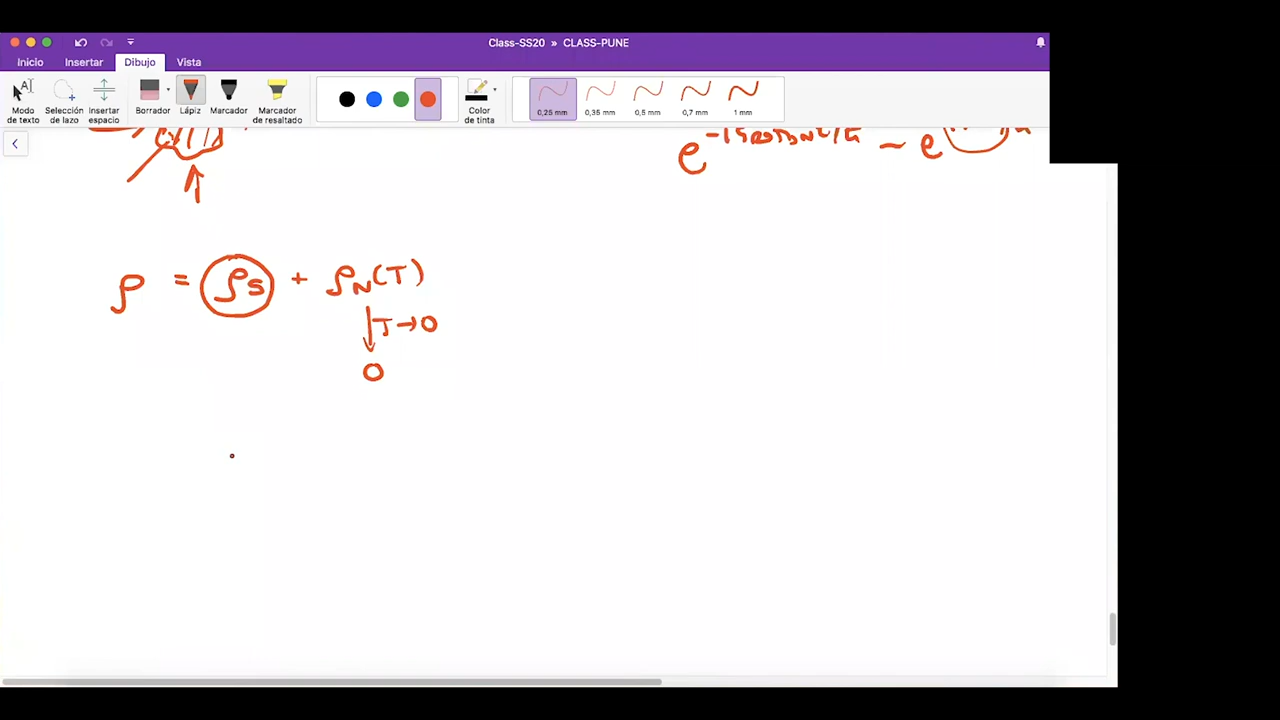 Class-SS20 » CLASS-PUNE
Inicio Insertar Dibujo Vista
Modo de texto Selección de lazo Insertar espacio Borrador Lápiz Marcador Marcador de resaltado Color de tinta 0,25 mm 0,35 mm 0,5 mm 0,7 mm 1 mm
~ e
ρ = ρs + ρN(T)
T→0
0